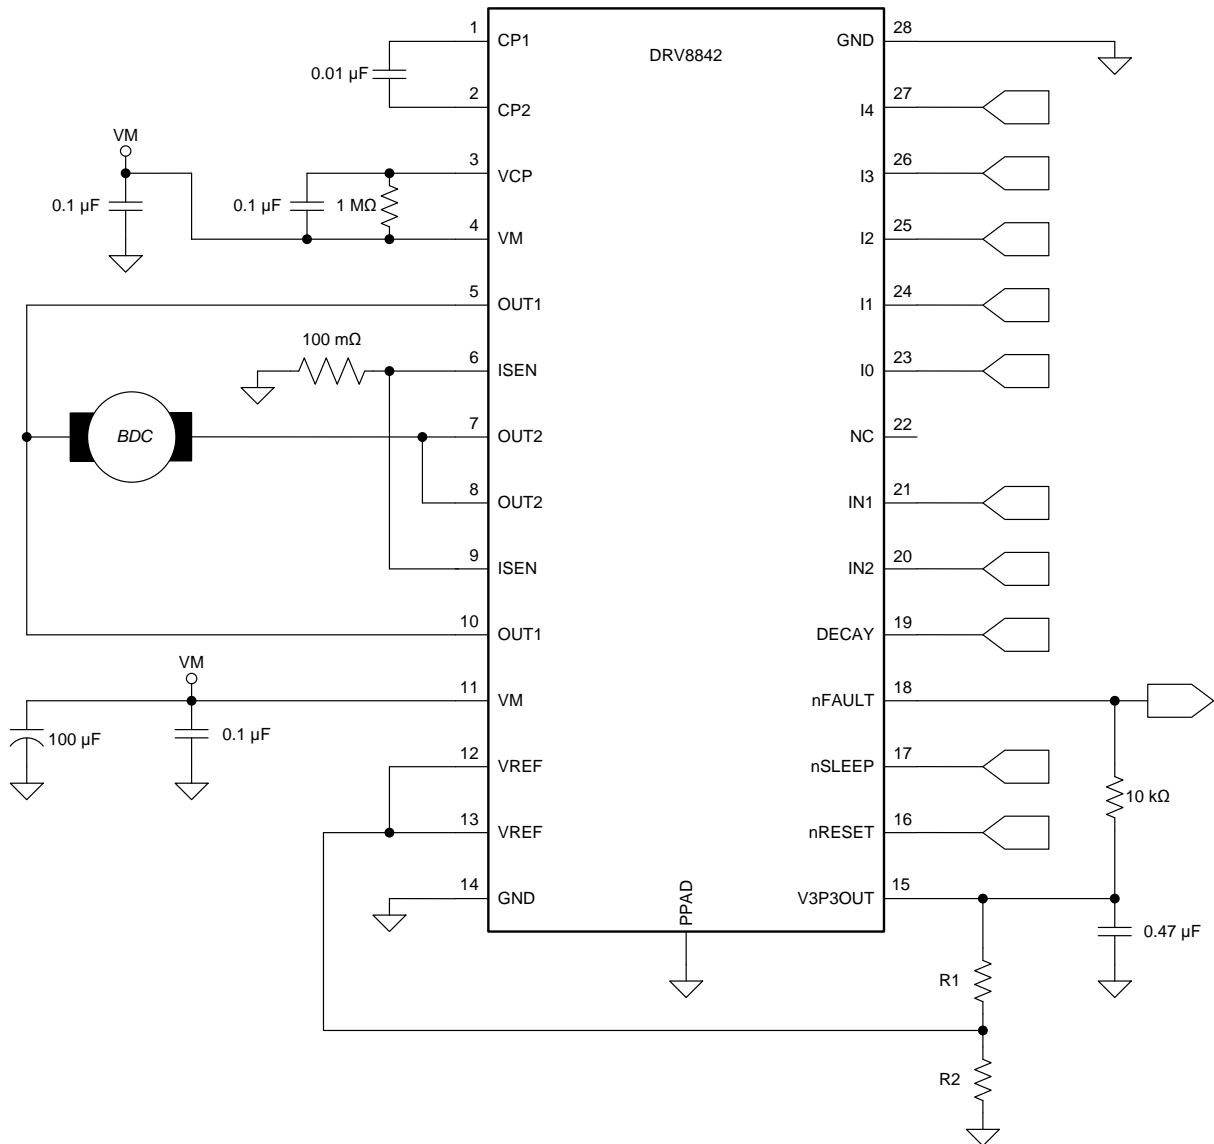 DRV8842
1
CP1
0.01 µF
2
CP2
VM
3
VCP
0.1 µF
0.1 µF
1 MΩ
4
VM
5
OUT1
100 mΩ
6
ISEN
BDC
7
OUT2
8
OUT2
9
ISEN
10
OUT1
VM
11
VM
100 µF
0.1 µF
12
VREF
13
VREF
14
GND
PPAD
GND
28
I4
27
I3
26
I2
25
I1
24
I0
23
NC
22
IN1
21
IN2
20
DECAY
19
nFAULT
18
nSLEEP
17
10 kΩ
nRESET
16
V3P3OUT
15
0.47 µF
R1
R2